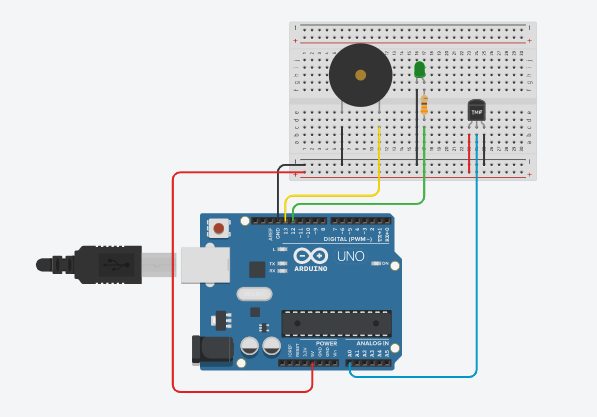 TMP
AREF
GND
13
12
~11
~10
~9
8
7
~6
~5
4
~3
2
TX→1
RX←0
DIGITAL (PWM~)
L
TX
RX
ARDUINO
UNO
ON
POWER
ANALOG IN
IOREF
RESET
3.3V
5V
GND
GND
Vin
A0
A1
A2
A3
A4
A5